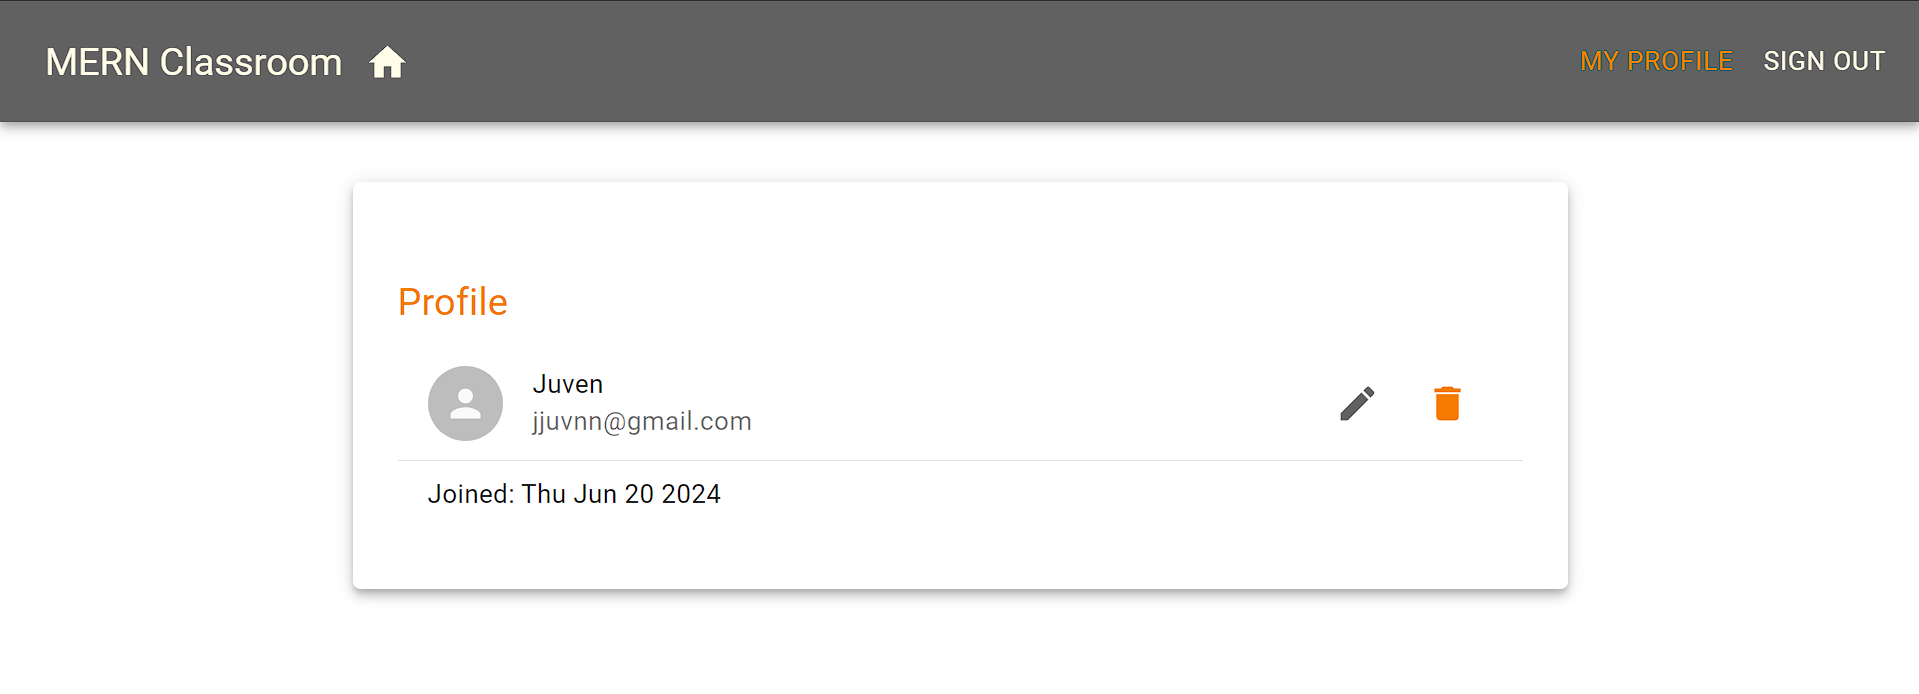 MERN Classroom
MY PROFILE
SIGN OUT
Profile
Juven
jjuvnn@gmail.com
Joined: Thu Jun 20 2024